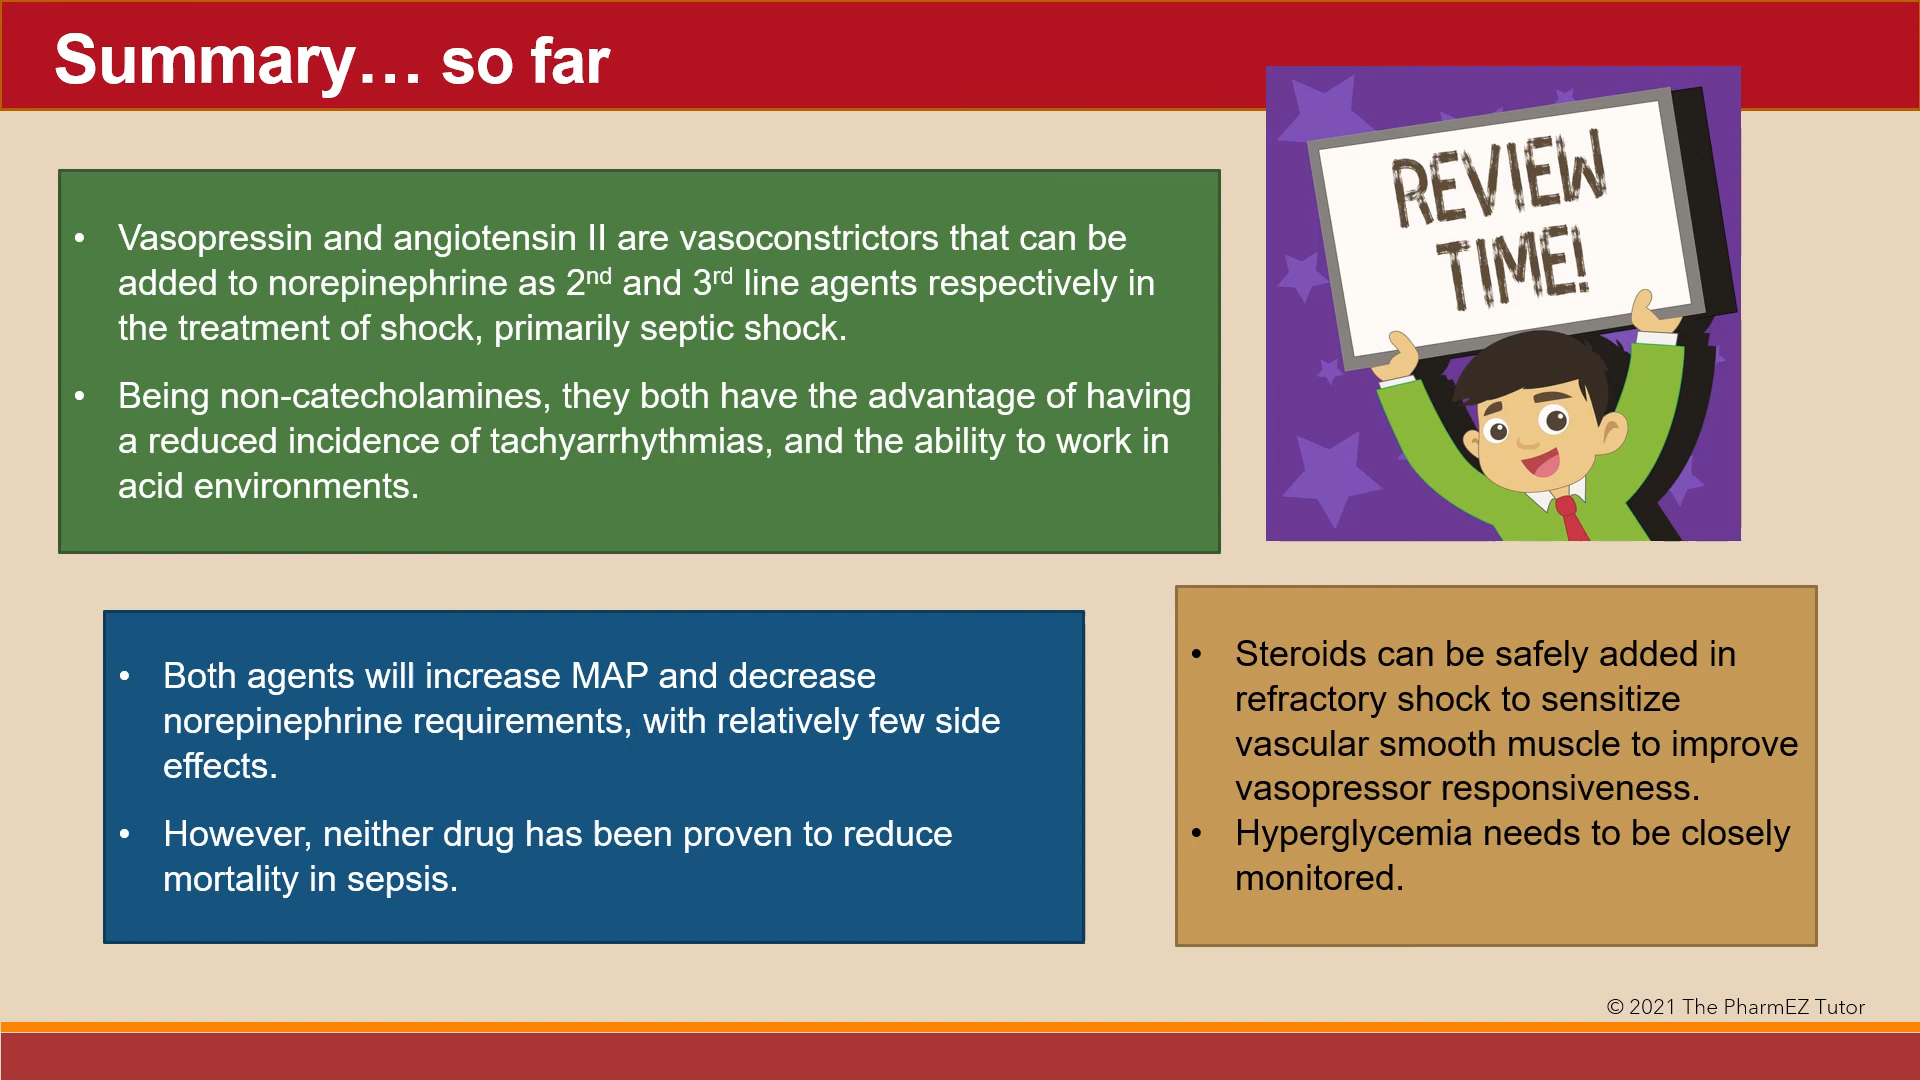 Summary… so far
REVIEW
TIME!
• Vasopressin and angiotensin II are vasoconstrictors that can be
added to norepinephrine as 2nd and 3rd line agents respectively in
the treatment of shock, primarily septic shock.
• Being non-catecholamines, they both have the advantage of having
a reduced incidence of tachyarrhythmias, and the ability to work in
acid environments.
• Both agents will increase MAP and decrease
norepinephrine requirements, with relatively few side
effects.
• However, neither drug has been proven to reduce
mortality in sepsis.
• Steroids can be safely added in
refractory shock to sensitize
vascular smooth muscle to improve
vasopressor responsiveness.
• Hyperglycemia needs to be closely
monitored.
© 2021 The PharmEZ Tutor